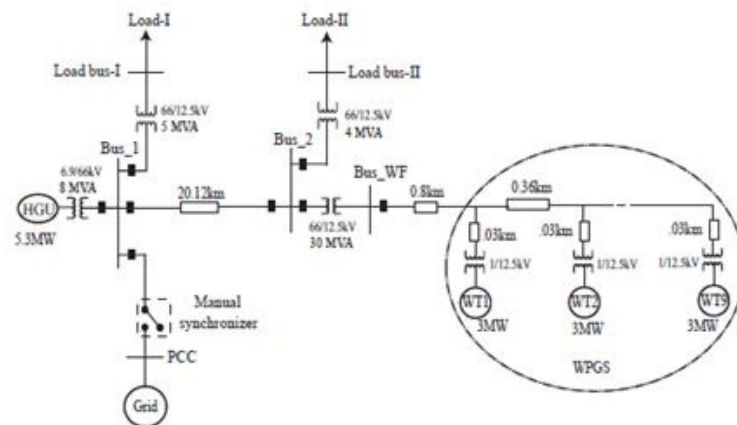 Load-I
Load-II
Load bus-I
Load bus-II
66/12.5kV
5 MVA
66/12.5kV
4 MVA
Bus_1
Bus_2
Bus_WF
6.9/66kV
8 MVA
20.12km
0.8km
0.36km
HGU
5.3MW
66/12.5kV
30 MVA
.03km
.03km
.03km
1/12.5kV
1/12.5kV
1/12.5kV
WT1
WT2
WT9
3MW
3MW
3MW
Manual
synchronizer
PCC
WPGS
Grid